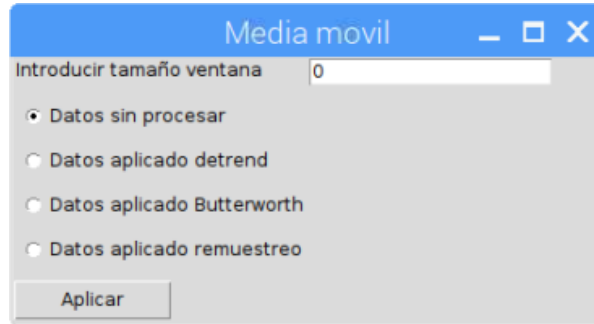 Media movil
Introducir tamaño ventana 0
Datos sin procesar
Datos aplicado detrend
Datos aplicado Butterworth
Datos aplicado remuestreo
Aplicar